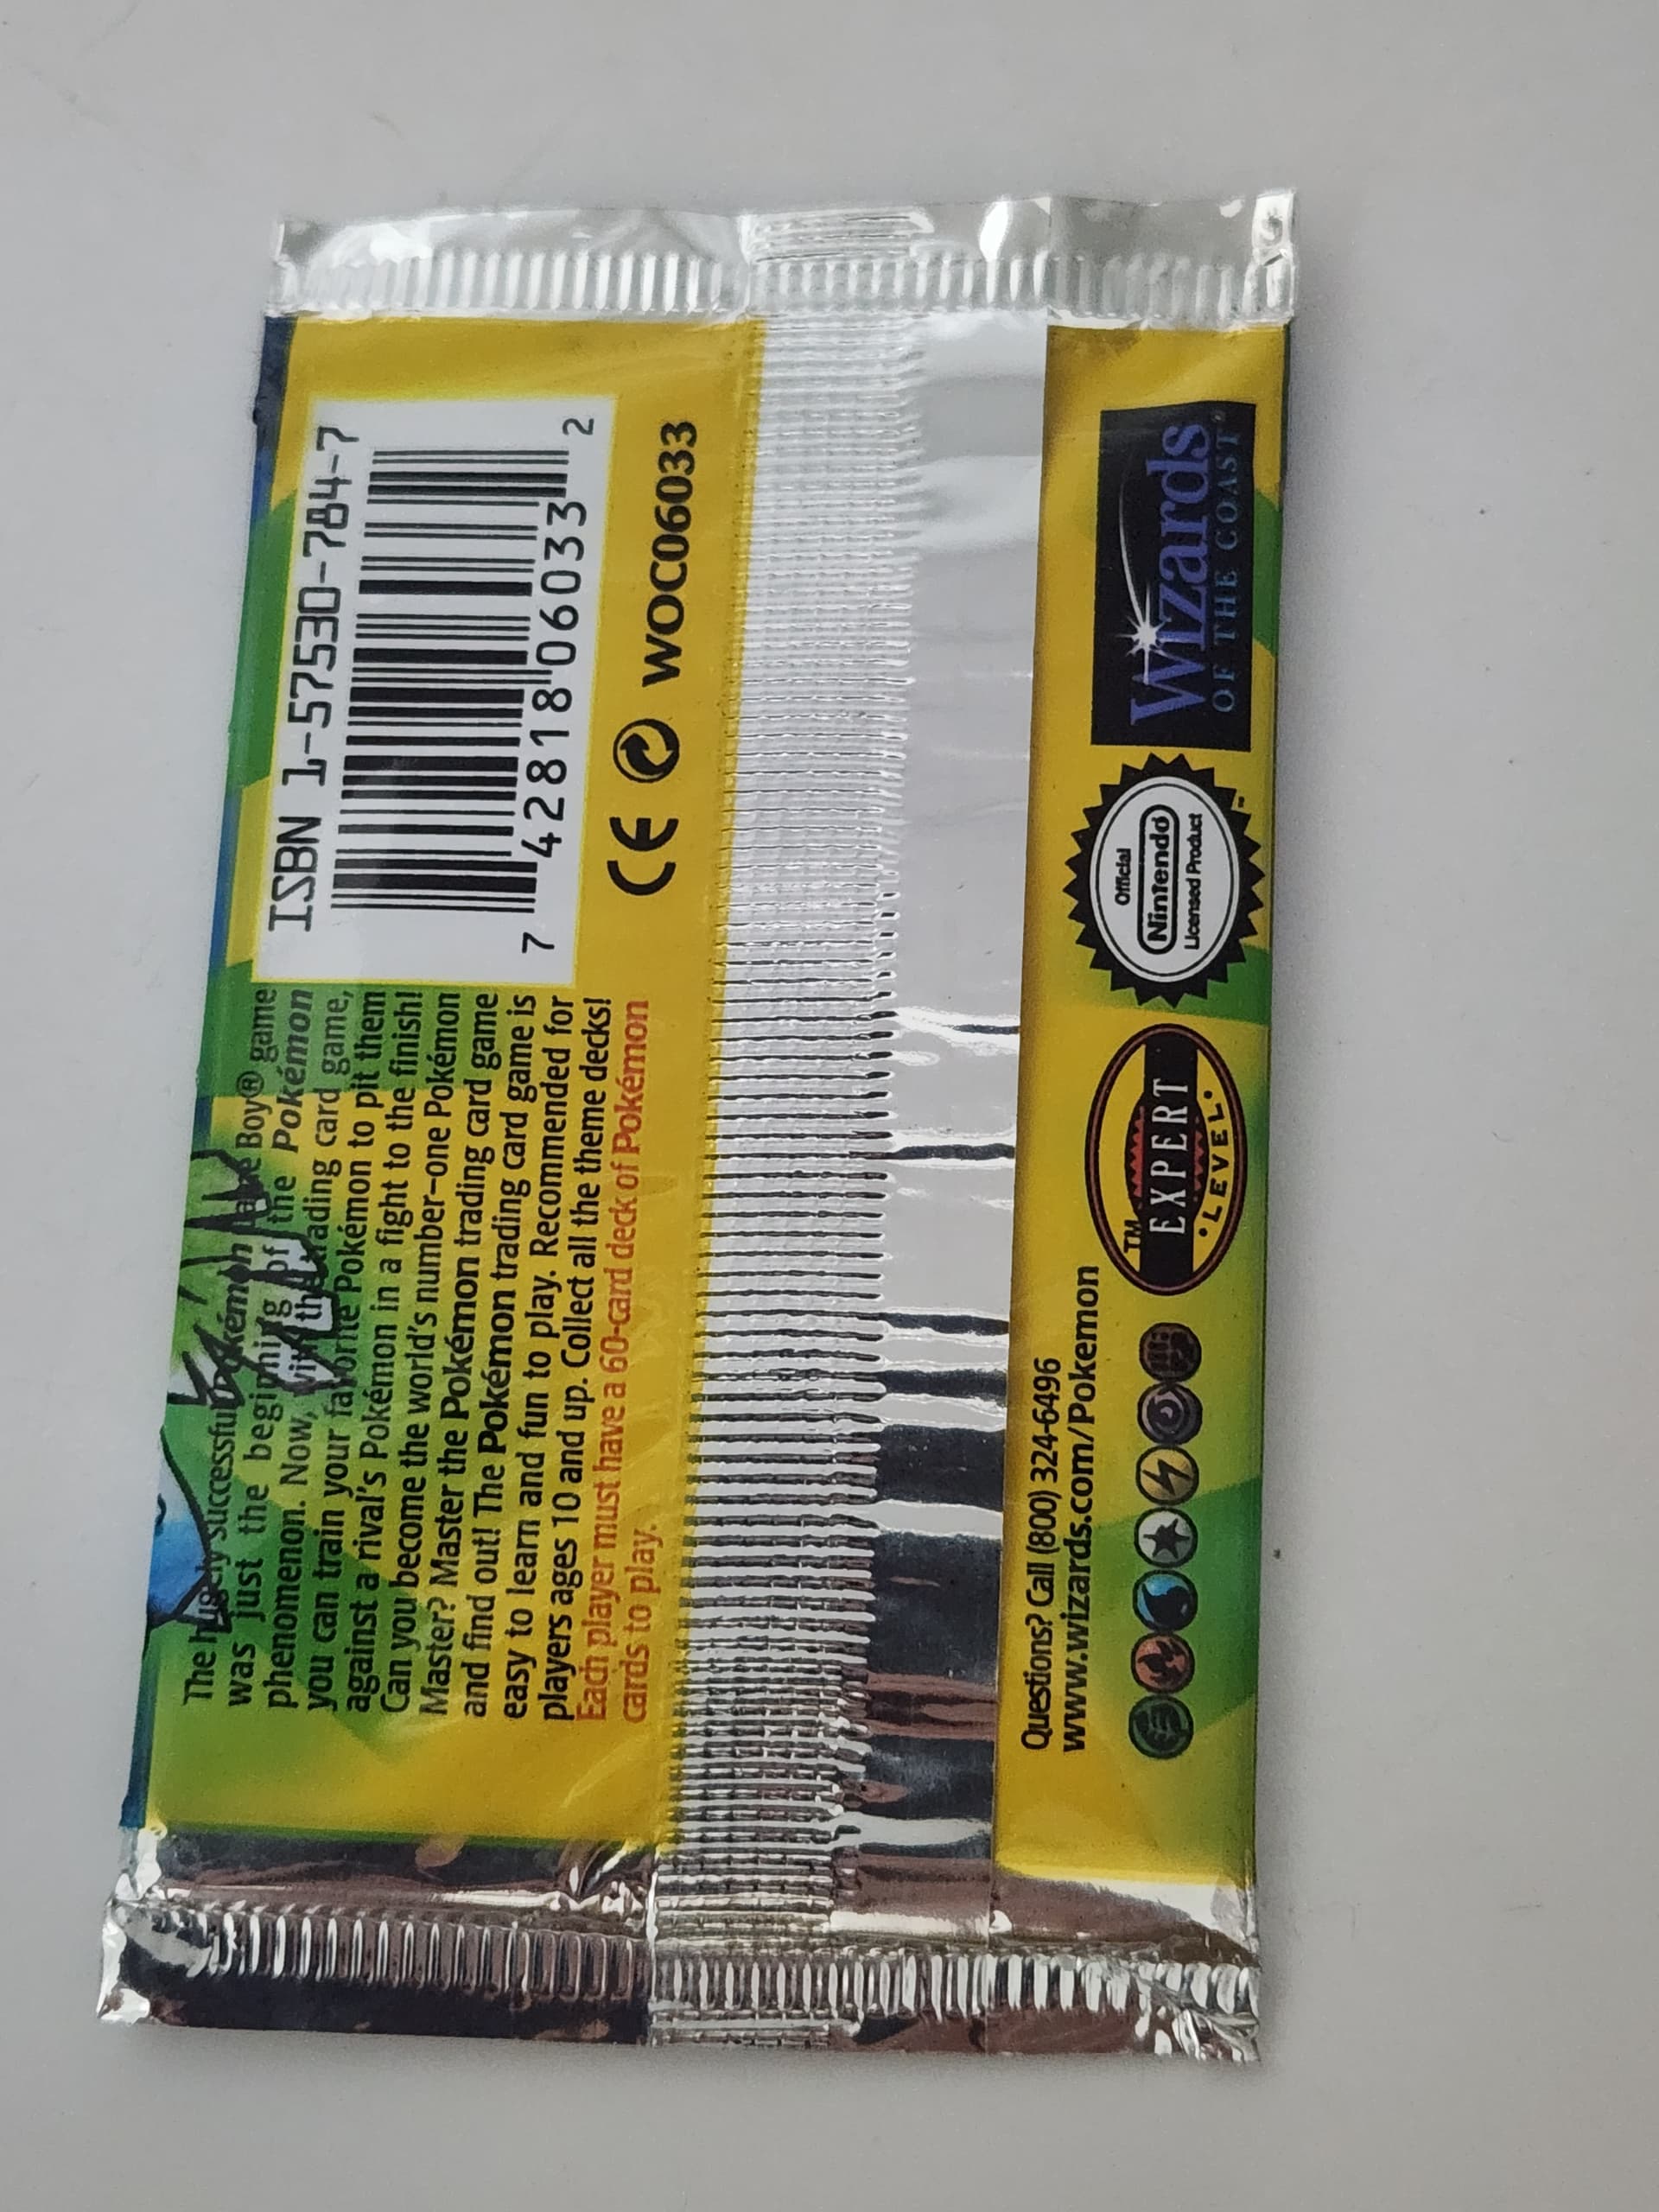 The hugely successful Pokémon Game Boy® game
was just the beginning of the Pokémon
phenomenon. Now, with the trading card game,
you can train your favorite Pokémon to pit them
against a rival's Pokémon in a fight to the finish!
Can you become the world's number-one Pokémon
Master? Master the Pokémon trading card game
and find out! The Pokémon trading card game is
easy to learn and fun to play. Recommended for
players ages 10 and up. Collect all the theme decks!
Each player must have a 60-card deck of Pokémon
cards to play.
ISBN 1-57530-784-7
7 42818 06033 2
CE WOC06033
Questions? Call (800) 324-6496
www.wizards.com/Pokemon
TM
EXPERT
• LEVEL •
Official
Nintendo
Licensed Product
™
Wizards
OF THE COAST®